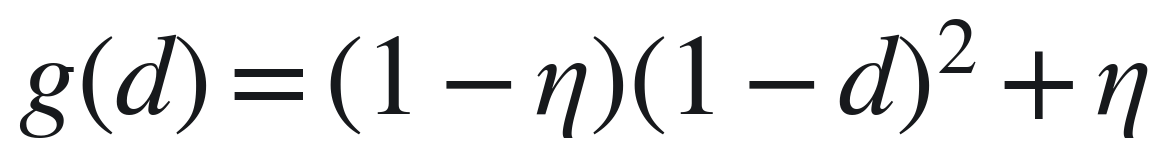 g(d) = (1 − η)(1 − d)² + η